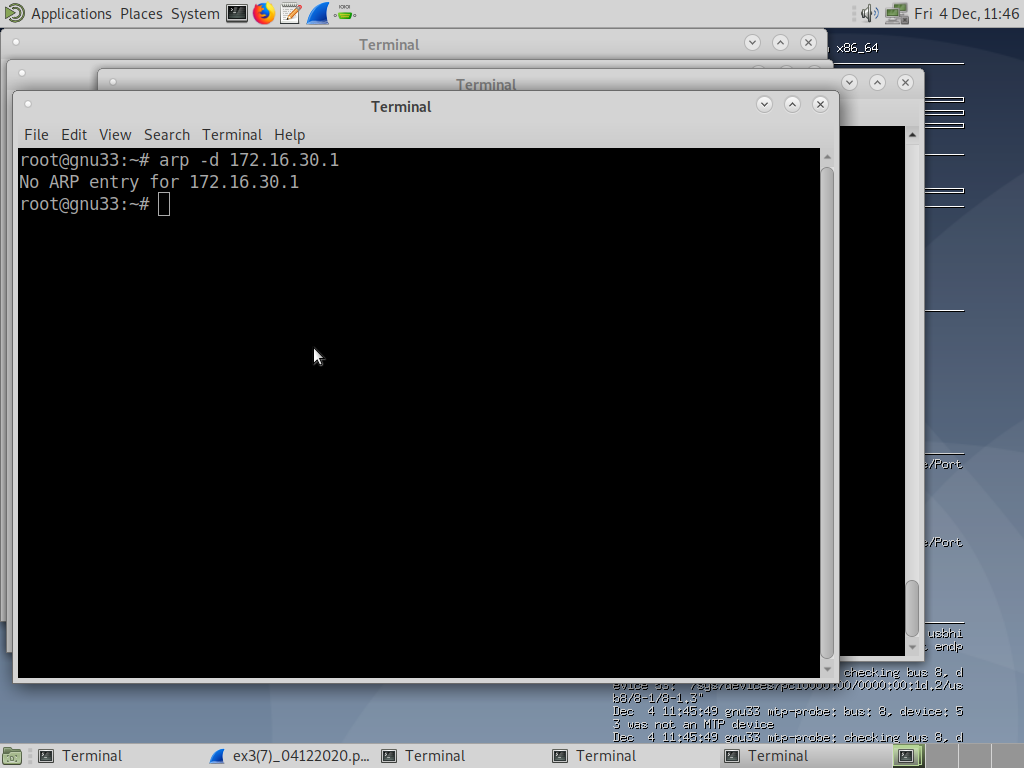 Applications Places System
Fri 4 Dec, 11:46
Terminal
x86_64
Terminal
Terminal
File Edit View Search Terminal Help
root@gnu33:~# arp -d 172.16.30.1
No ARP entry for 172.16.30.1
root@gnu33:~#
e/Port
e/Port
usbhi
endp
checking bus 8, d
evice 53: "/sys/devices/pci0000:00/0000:00:1d.2/us
b8/8-1/8-1.3"
Dec 4 11:45:49 gnu33 mtp-probe: bus: 8, device: 5
3 was not an MTP device
Dec 4 11:45:49 gnu33 mtp-probe: checking bus 8, d
Terminal
ex3(7)_04122020.p...
Terminal
Terminal
Terminal